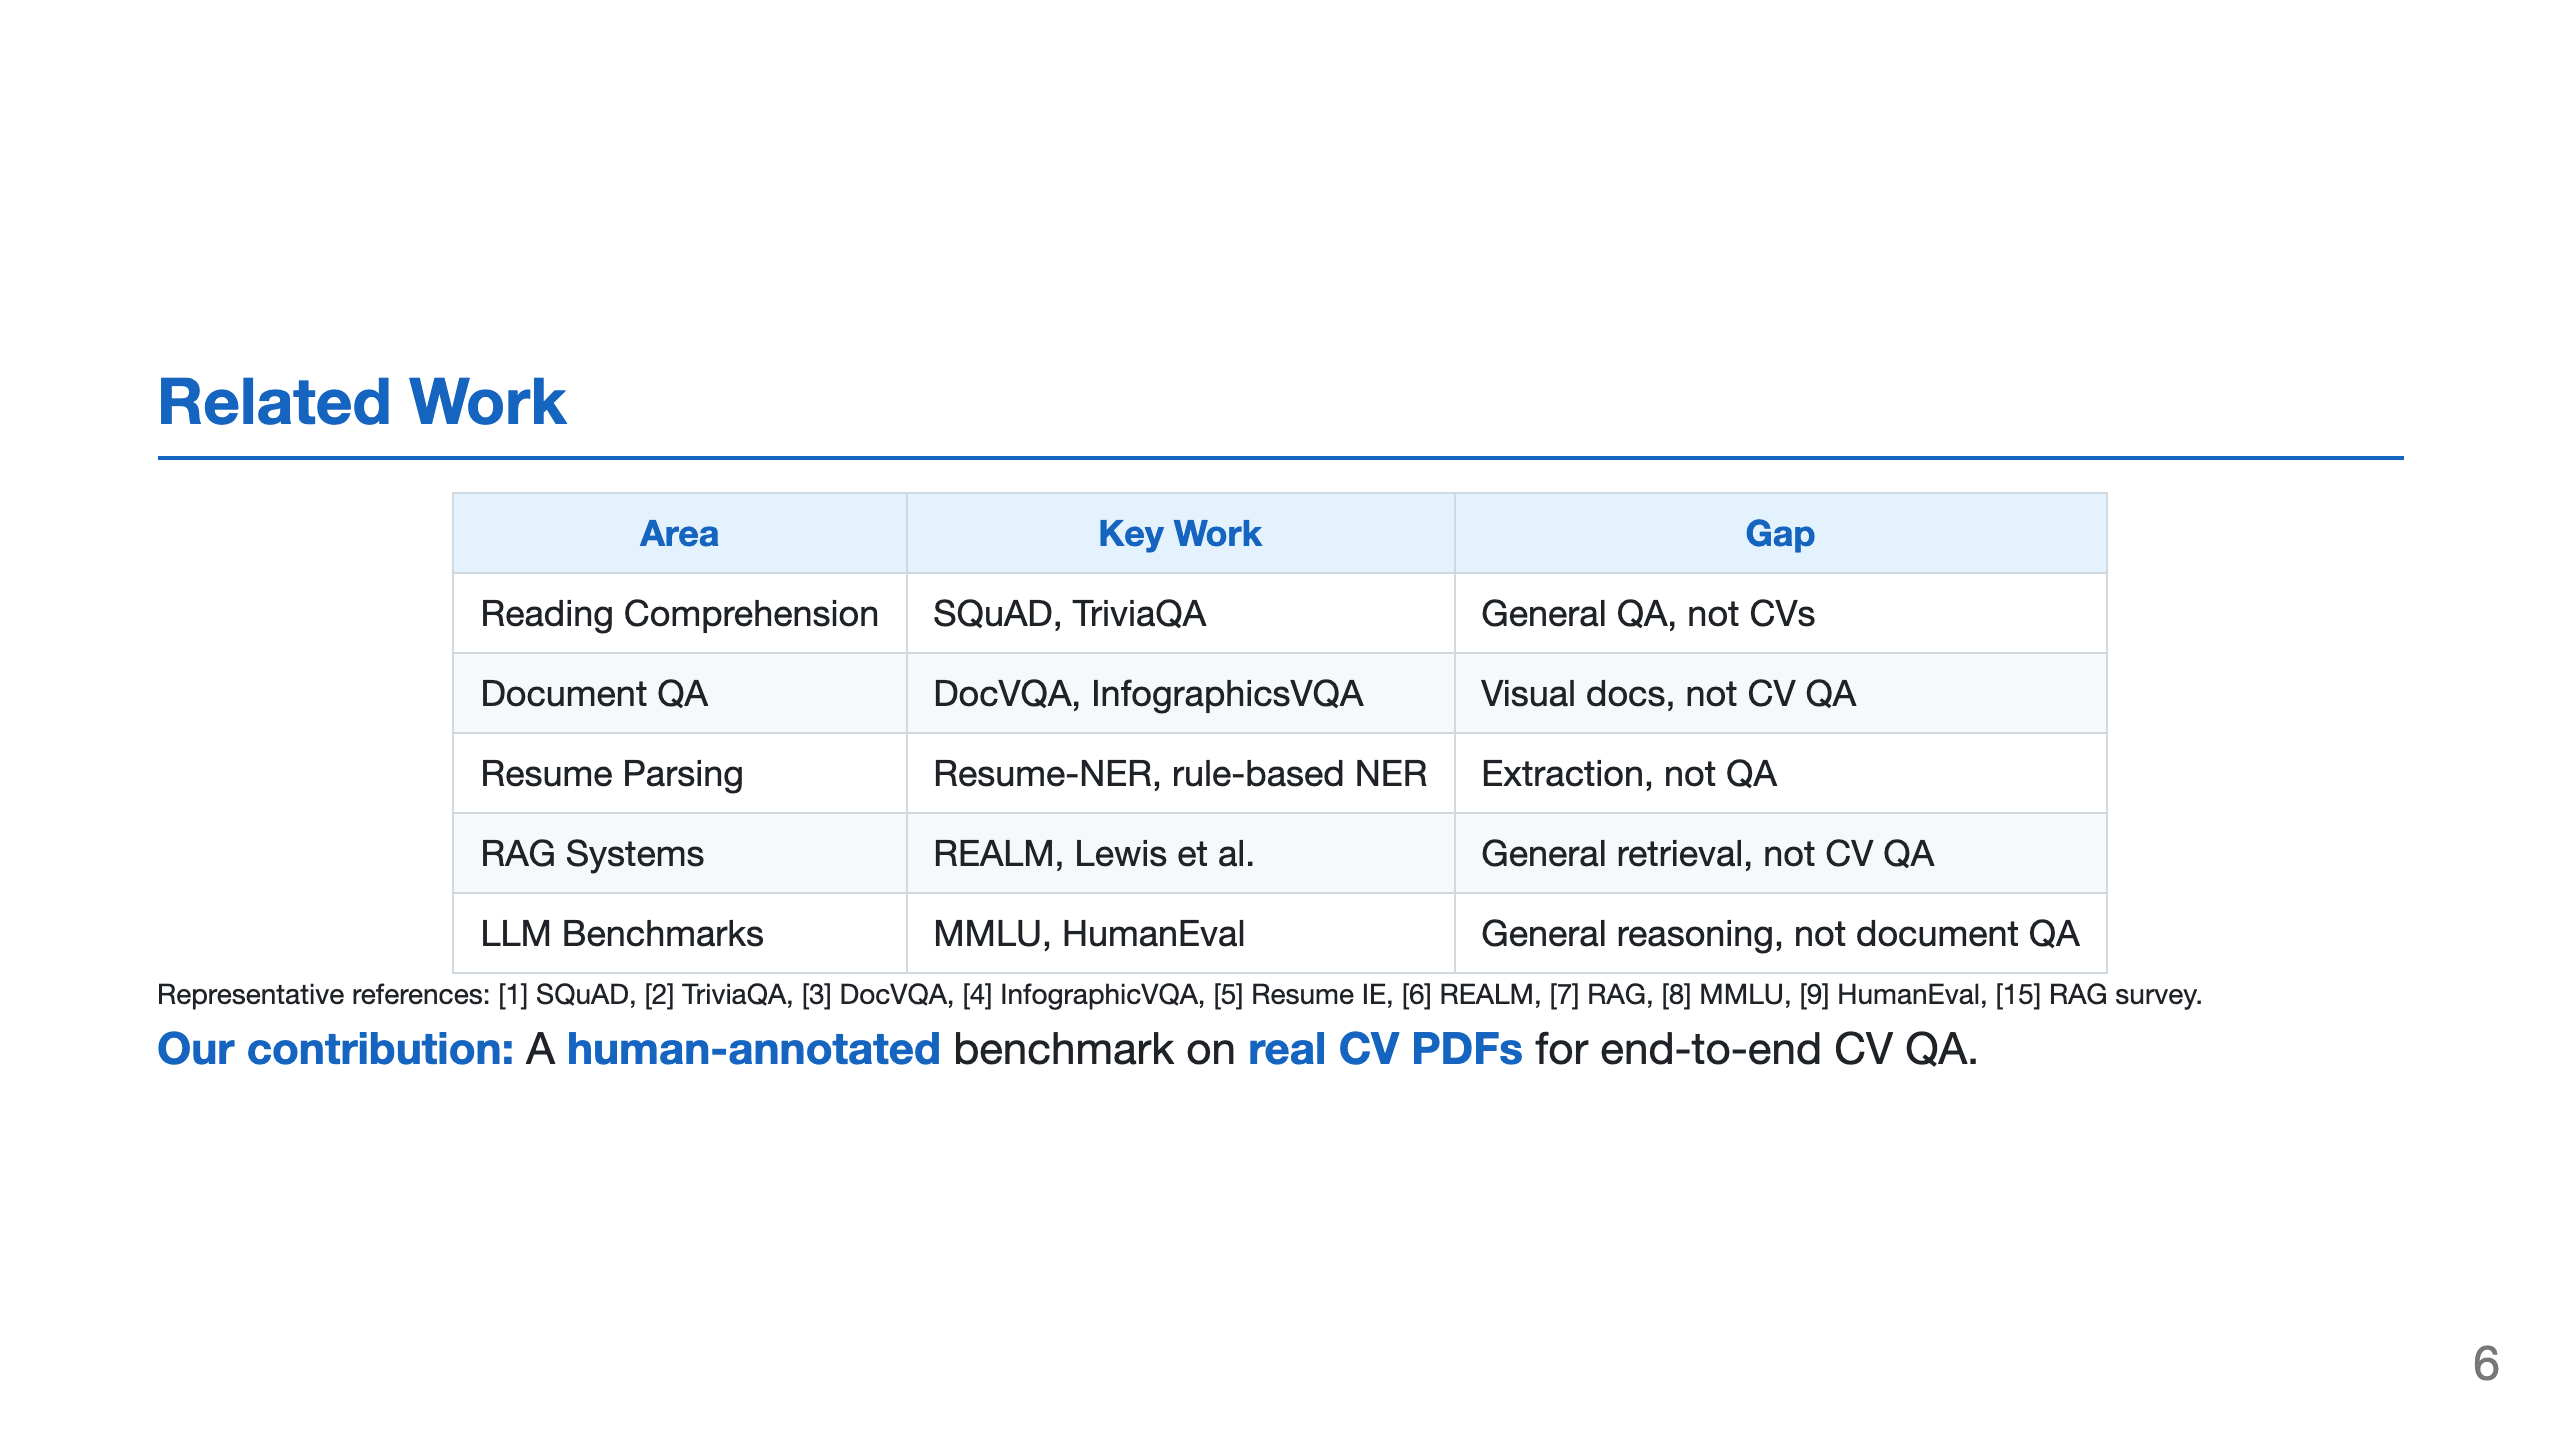 Related Work
Area Key Work Gap
Reading Comprehension SQuAD, TriviaQA General QA, not CVs
Document QA DocVQA, InfographicsVQA Visual docs, not CV QA
Resume Parsing Resume-NER, rule-based NER Extraction, not QA
RAG Systems REALM, Lewis et al. General retrieval, not CV QA
LLM Benchmarks MMLU, HumanEval General reasoning, not document QA
Representative references: [1] SQuAD, [2] TriviaQA, [3] DocVQA, [4] InfographicVQA, [5] Resume IE, [6] REALM, [7] RAG, [8] MMLU, [9] HumanEval, [15] RAG survey.
Our contribution: A human-annotated benchmark on real CV PDFs for end-to-end CV QA.
6